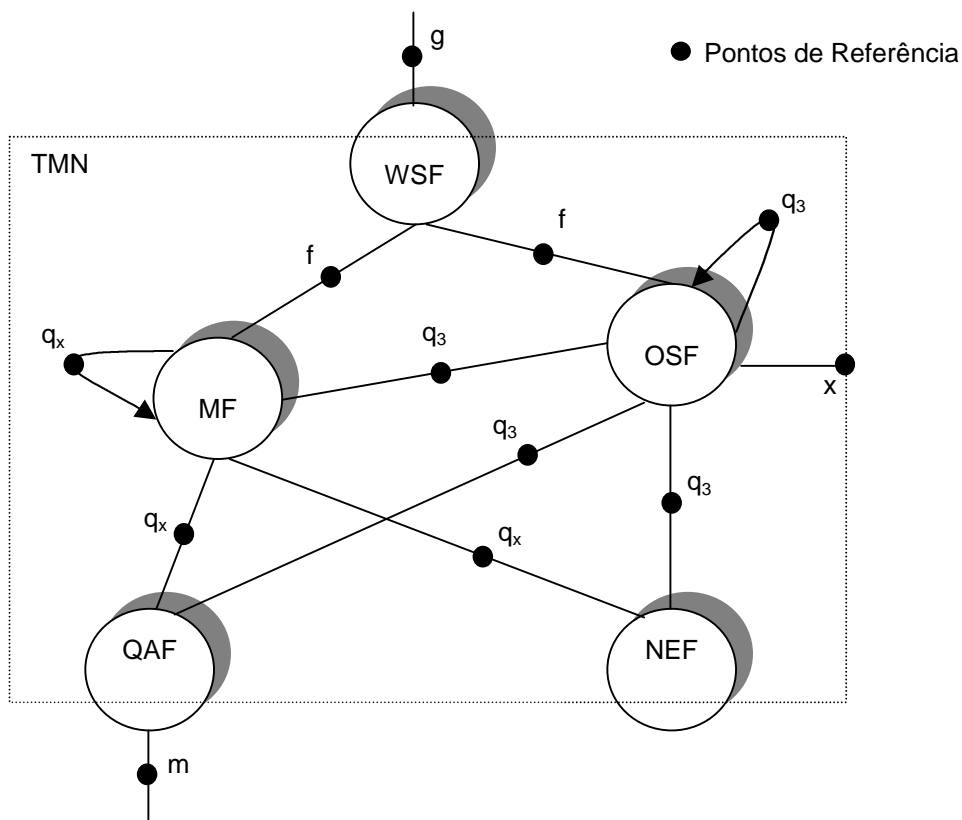 g
Pontos de Referência
TMN
WSF
q₃
f
f
qₓ
q₃
OSF
MF
x
q₃
q₃
qₓ
qₓ
QAF
NEF
m